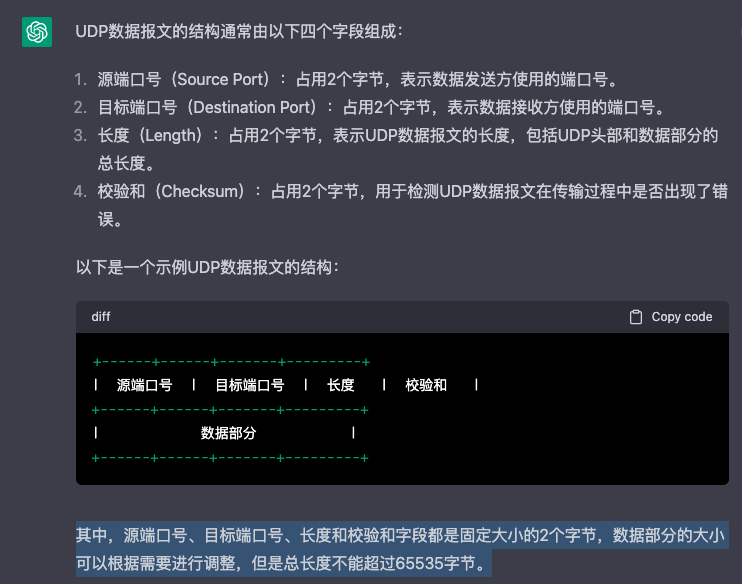 UDP数据报文的结构通常由以下四个字段组成：
1. 源端口号（Source Port）：占用2个字节，表示数据发送方使用的端口号。
2. 目标端口号（Destination Port）：占用2个字节，表示数据接收方使用的端口号。
3. 长度（Length）：占用2个字节，表示UDP数据报文的长度，包括UDP头部和数据部分的
总长度。
4. 校验和（Checksum）：占用2个字节，用于检测UDP数据报文在传输过程中是否出现了错
误。
以下是一个示例UDP数据报文的结构：
diff Copy code
+------+------+-------+---------+
| 源端口号 | 目标端口号 | 长度 | 校验和 |
+------+------+-------+---------+
| 数据部分 |
+------+------+-------+---------+
其中，源端口号、目标端口号、长度和校验和字段都是固定大小的2个字节，数据部分的大小
可以根据需要进行调整，但是总长度不能超过65535字节。